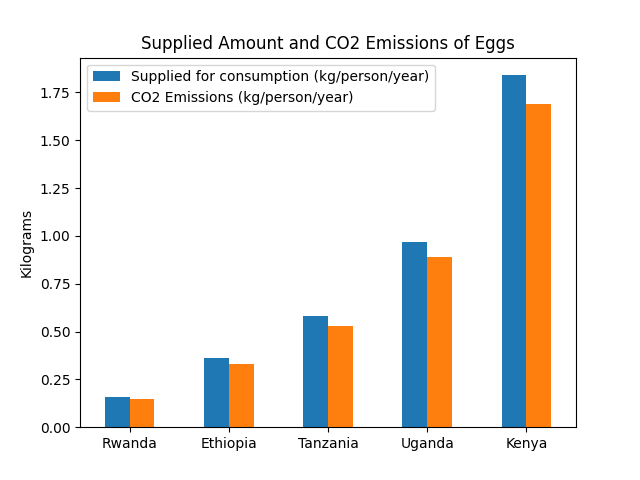 Supplied Amount and CO2 Emissions of Eggs
Supplied for consumption (kg/person/year)
CO2 Emissions (kg/person/year)
Kilograms
1.75
1.50
1.25
1.00
0.75
0.50
0.25
0.00
Rwanda Ethiopia Tanzania Uganda Kenya